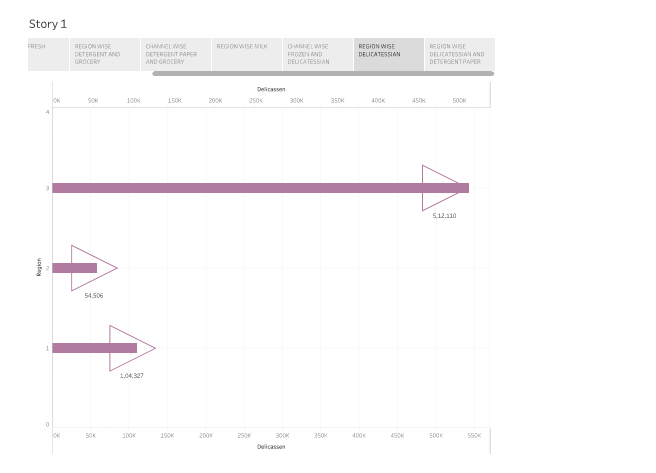 Story 1
FRESH
REGION WISE
DETERGENT AND
GROCERY
CHANNEL WISE
DETERGENT PAPER
AND GROCERY
REGION WISE MILK
CHANNEL WISE
FROZEN AND
DELICATESSIAN
REGION WISE
DELICATESSIAN
REGION WISE
DELICATESSIAN AND
DETERGENT PAPER
Delicassen
0K 50K 100K 150K 200K 250K 300K 350K 400K 450K 500K
4
3
5,12,110
Region
2
54,506
1
1,04,327
0
0K 50K 100K 150K 200K 250K 300K 350K 400K 450K 500K 550K
Delicassen